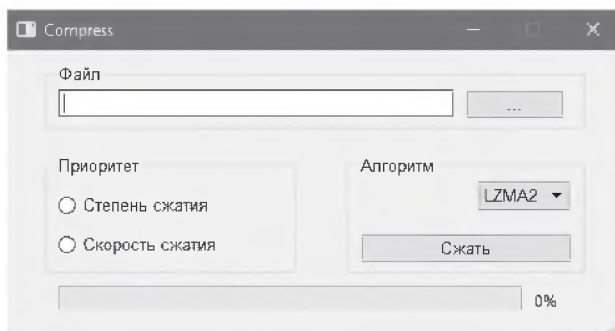 Compress
Файл
...
Приоритет
Степень сжатия
Скорость сжатия
Алгоритм
LZMA2
Сжать
0%